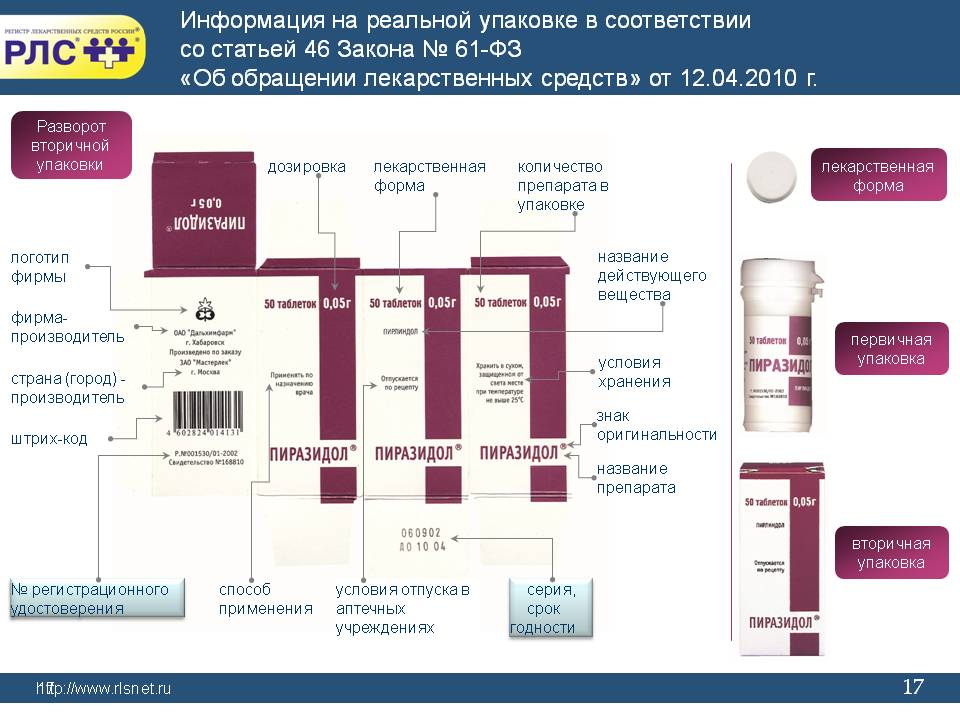 Информация на реальной упаковке в соответствии
со статьей 46 Закона № 61-ФЗ
«Об обращении лекарственных средств» от 12.04.2010 г.
РЕГИСТР ЛЕКАРСТВЕННЫХ СРЕДСТВ РОССИИ®
РЛС®
Разворот
вторичной
упаковки
дозировка
лекарственная
форма
количество
препарата в
упаковке
логотип
фирмы
фирма-
производитель
страна (город) -
производитель
штрих-код
№ регистрационного
удостоверения
способ
применения
условия отпуска в
аптечных
учреждениях
серия,
срок
годности
название
действующего
вещества
условия
хранения
знак
оригинальности
название
препарата
ПИРАЗИДОЛ®
0,05г
ОАО "Дальхимфарм"
г. Хабаровск
Произведено по заказу
ЗАО "Мастерлек"
г. Москва
4 602824 014131
Р.№001530/01-2002
Свидетельство №168810
50 таблеток 0,05г
Применять по
назначению
врача
ПИРАЗИДОЛ®
50 таблеток 0,05г
ПИРЛИНДОЛ
Отпускается
по рецепту
ПИРАЗИДОЛ®
060902
ДО 10 04
50 таблеток 0,05г
Хранить в сухом,
защищенном от
света месте
при температуре
не выше 25°C
ПИРАЗИДОЛ®
лекарственная
форма
50 таблеток 0,05
ПИРАЗИДОЛ
первичная
упаковка
50 таблеток 0,05г
ПИРЛИНДОЛ
Отпускается
по рецепту
ПИРАЗИДОЛ®
вторичная
упаковка
http://www.rlsnet.ru
17
17